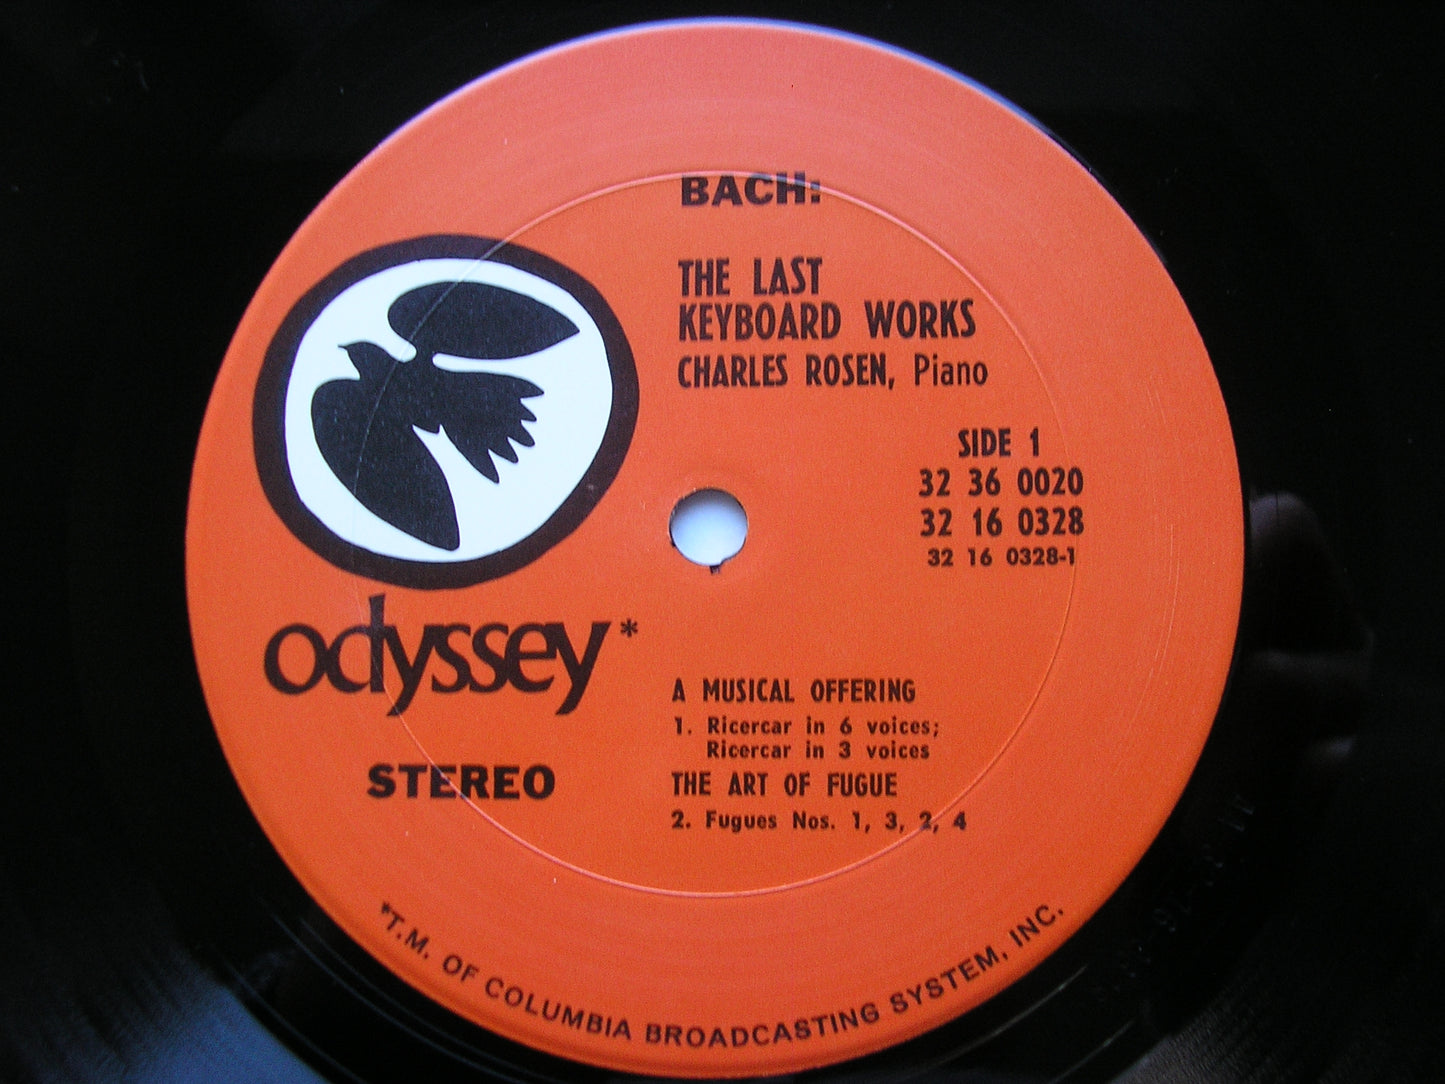 BACH:
THE LAST
KEYBOARD WORKS
CHARLES ROSEN, Piano
SIDE 1
32 36 0020
32 16 0328
32 16 0328-1
odyssey*
STEREO
A MUSICAL OFFERING
1. Ricercar in 6 voices;
Ricercar in 3 voices
THE ART OF FUGUE
2. Fugues Nos. 1, 3, 2, 4
*T.M. OF COLUMBIA BROADCASTING SYSTEM, INC.